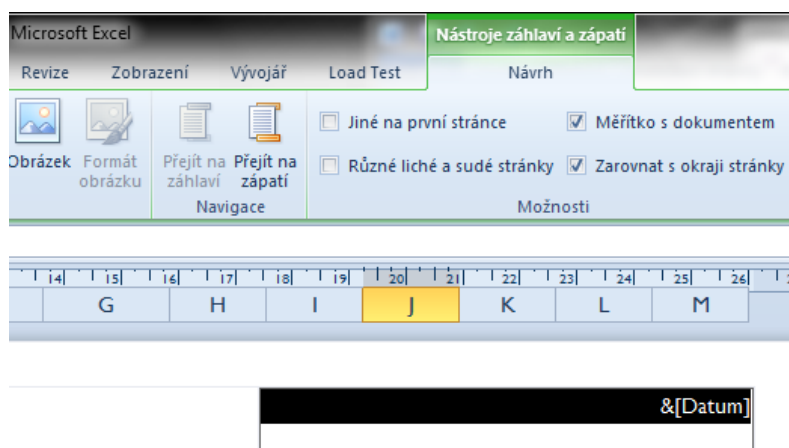 Microsoft Excel
Nástroje záhlaví a zápatí
Revize Zobrazení Vývojář Load Test Návrh
Obrázek Formát obrázku Přejít na záhlaví Přejít na zápatí
Jiné na první stránce Měřítko s dokumentem
Různé liché a sudé stránky Zarovnat s okraji stránky
Navigace Možnosti
14 15 16 17 18 19 20 21 22 23 24 25 26
G H I J K L M
&[Datum]